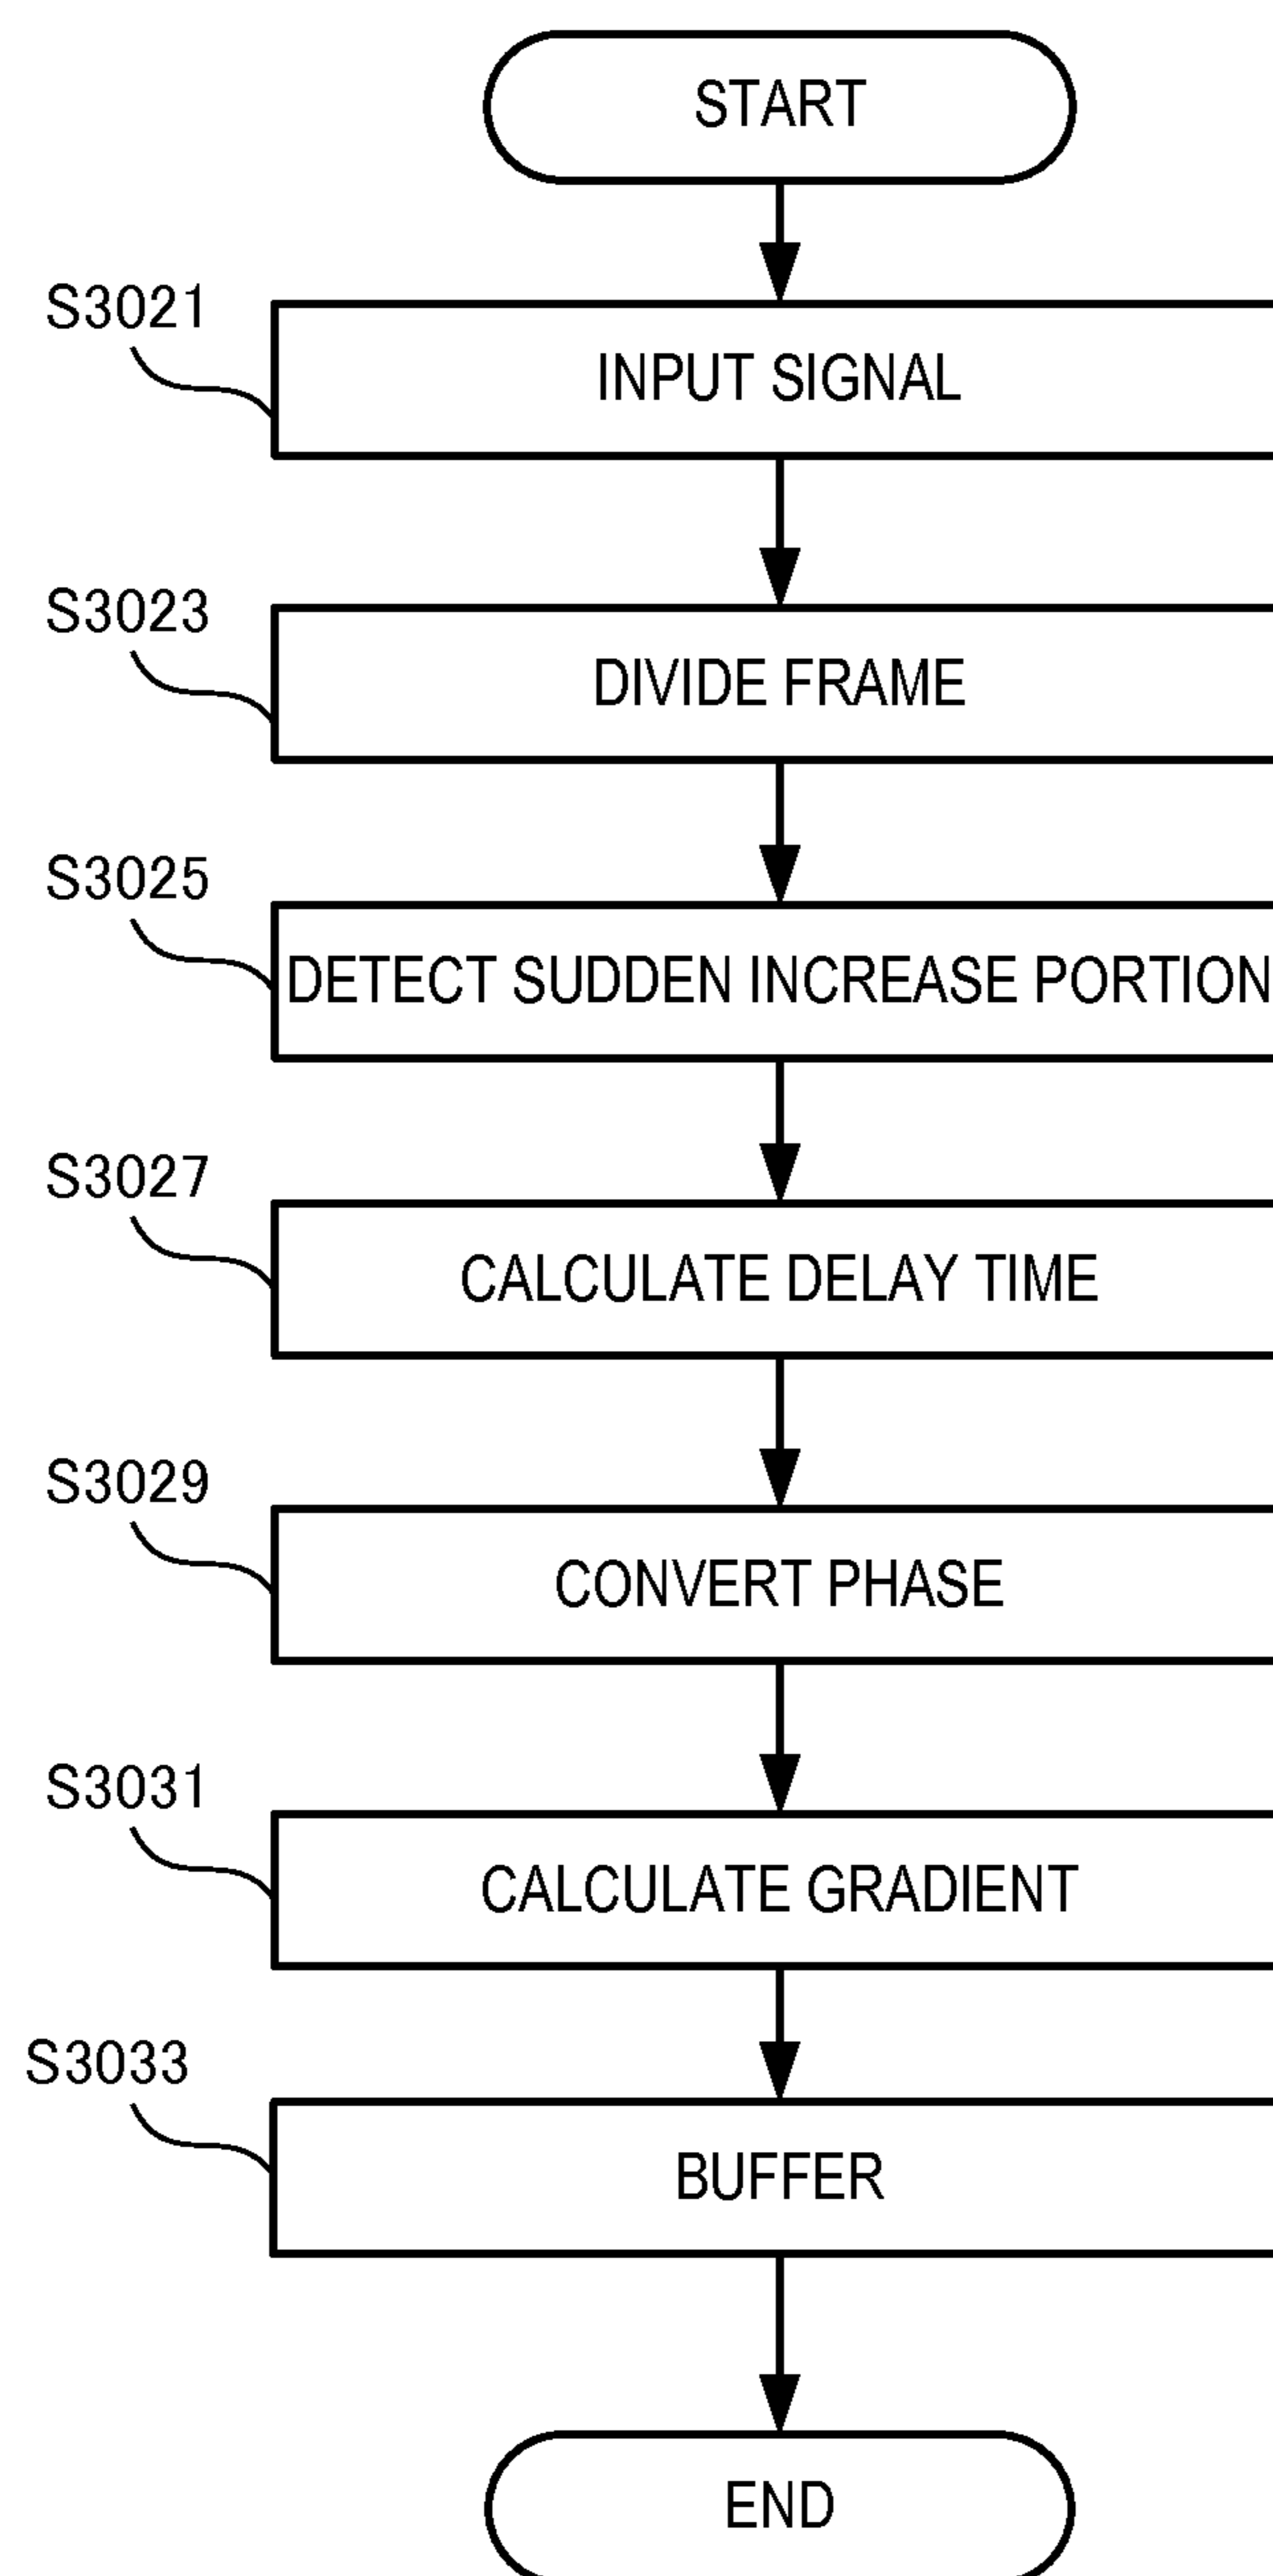 START
S3021
INPUT SIGNAL
S3023
DIVIDE FRAME
S3025
DETECT SUDDEN INCREASE PORTION
S3027
CALCULATE DELAY TIME
S3029
CONVERT PHASE
S3031
CALCULATE GRADIENT
S3033
BUFFER
END